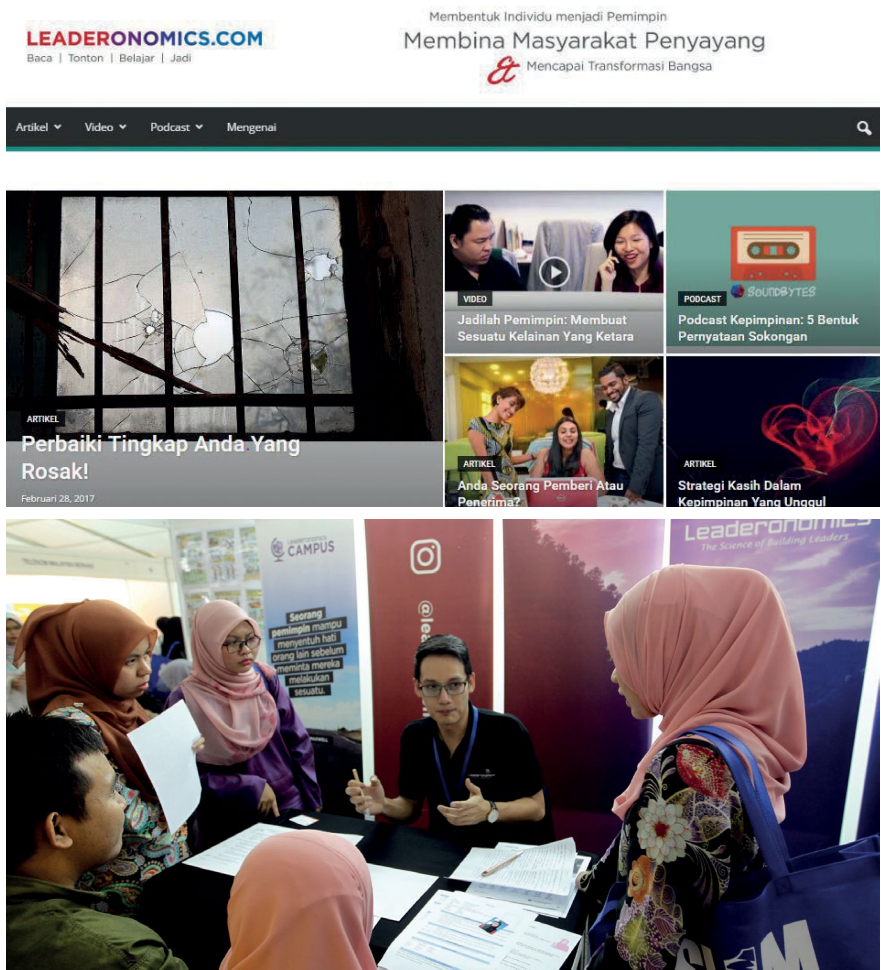 LEADERONOMICS.COM
Baca | Tonton | Belajar | Jadi
Membentuk Individu menjadi Pemimpin
Membina Masyarakat Penyayang
& Mencapai Transformasi Bangsa
Artikel Video Podcast Mengenai
ARTIKEL
Perbaiki Tingkap Anda Yang
Rosak!
Februari 28, 2017
VIDEO
Jadilah Pemimpin: Membuat
Sesuatu Kelainan Yang Ketara
SOUNDBYTES
PODCAST
Podcast Kepimpinan: 5 Bentuk
Pernyataan Sokongan
ARTIKEL
Anda Seorang Pemberi Atau
Penerima?
ARTIKEL
Strategi Kasih Dalam
Kepimpinan Yang Unggul
Leaderonomics
CAMPUS
Seorang
pemimpin mampu
menyentuh hati
orang lain sebelum
meminta mereka
melakukan
sesuatu.
@lea
Leaderonomics
The Science of Building Leaders